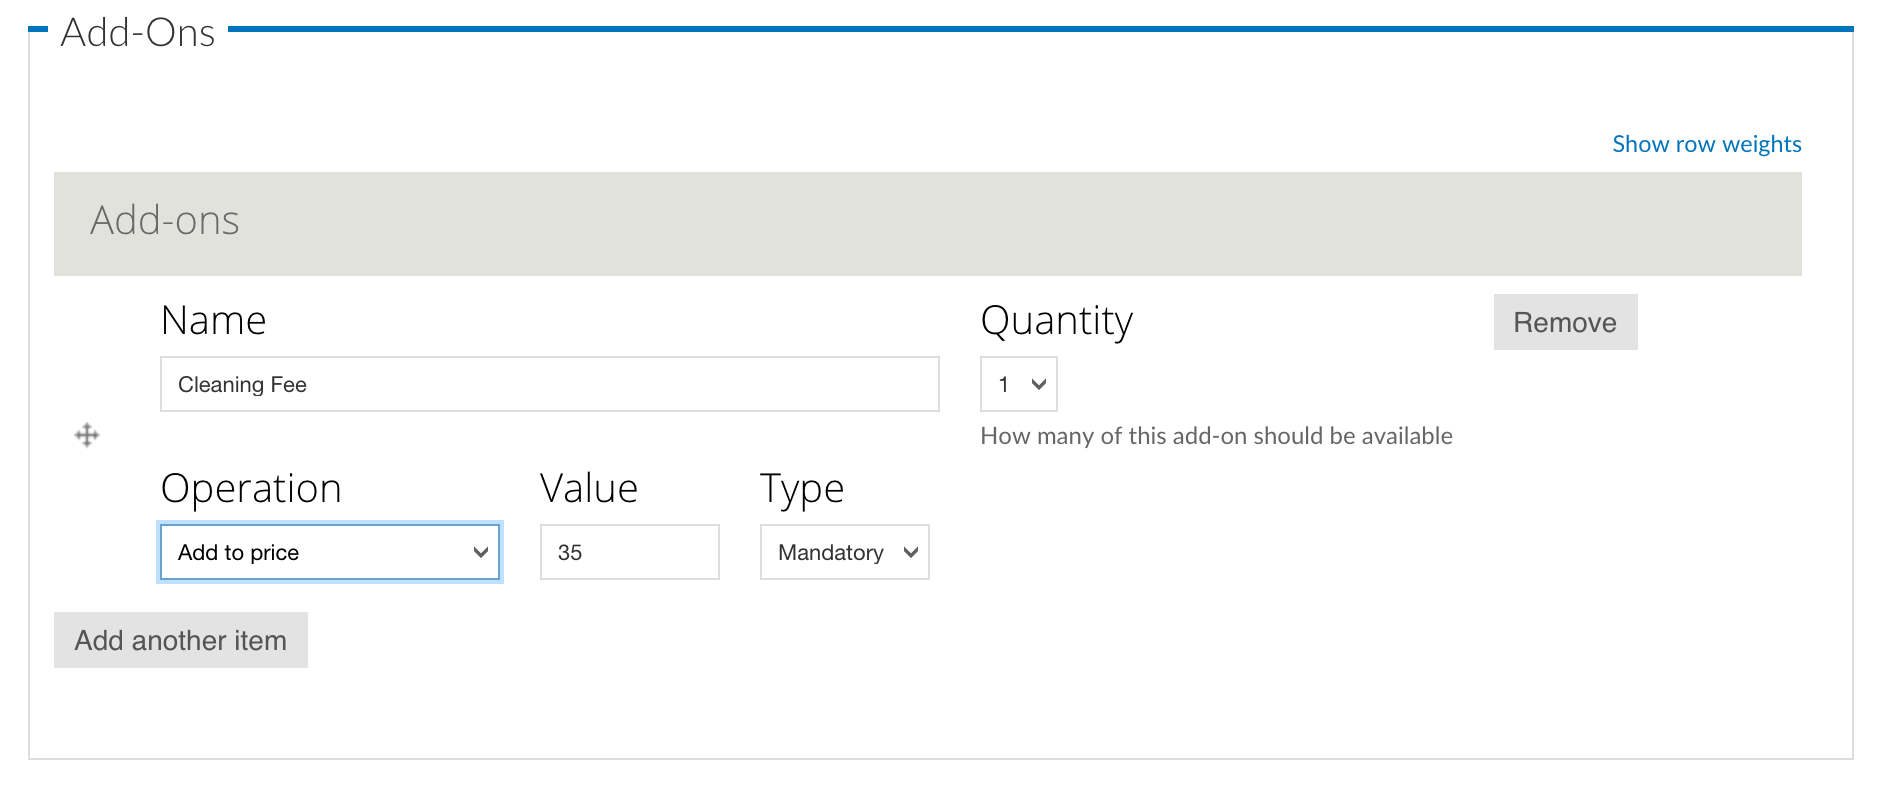 Add-Ons
Show row weights
Add-ons
Name
Quantity
Remove
Cleaning Fee
1
How many of this add-on should be available
Operation
Value
Type
Add to price
35
Mandatory
Add another item